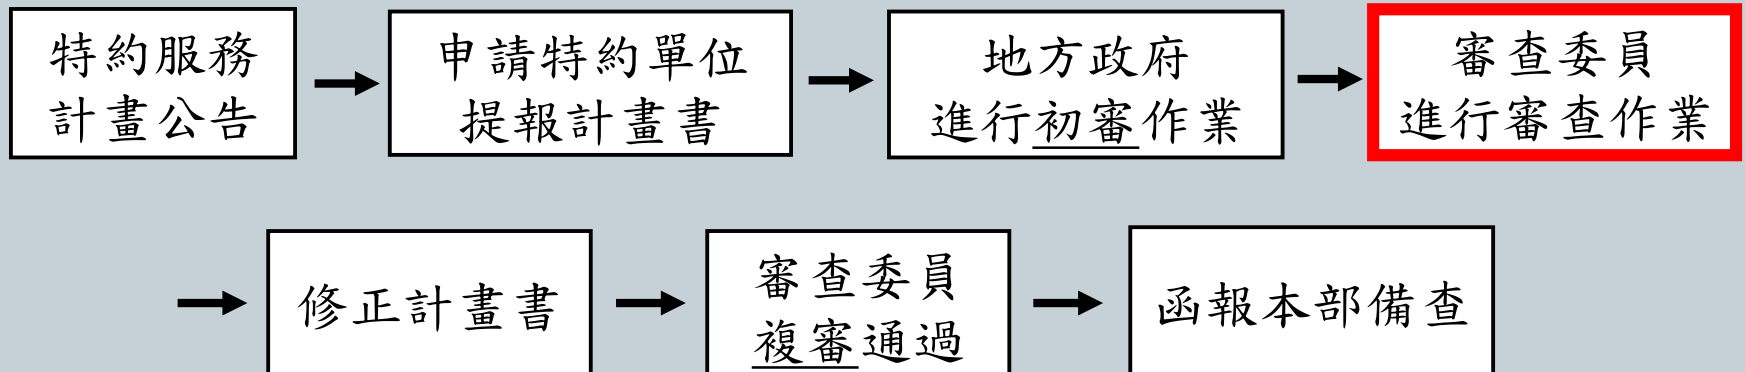 特約服務
計畫公告
申請特約單位
提報計畫書
地方政府
進行初審作業
審查委員
進行審查作業
修正計畫書
審查委員
複審通過
函報本部備查